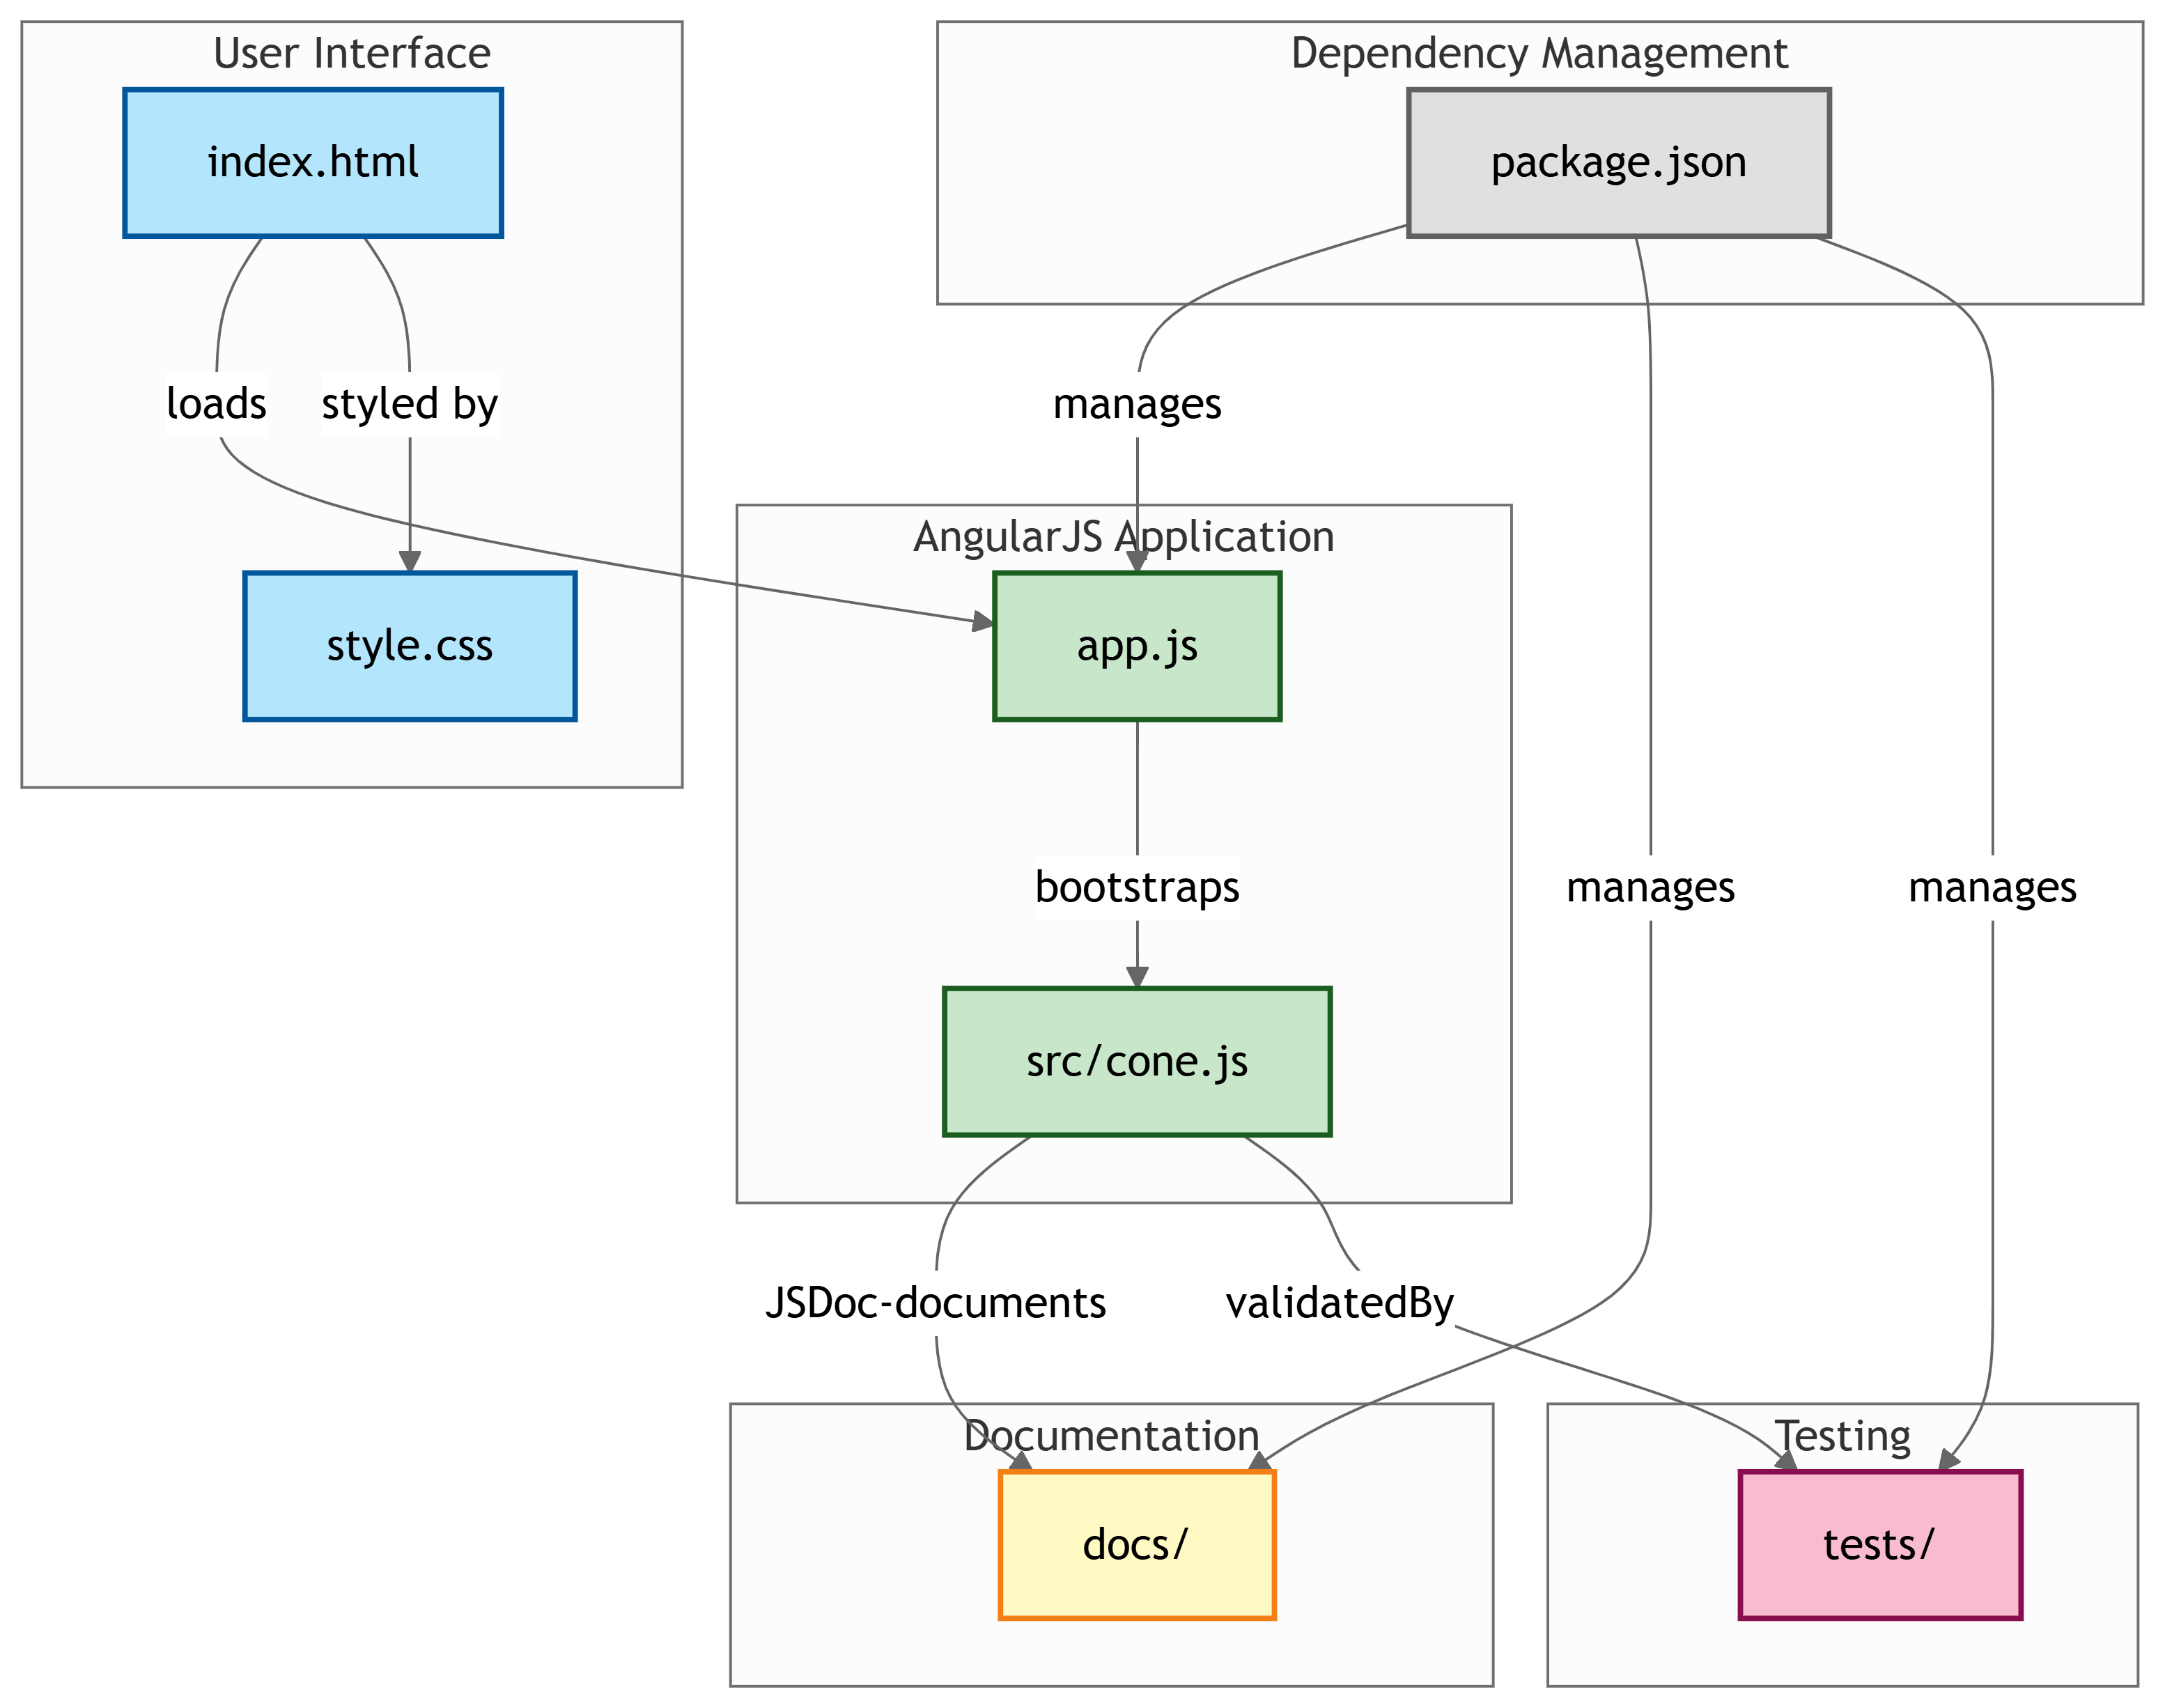 User Interface
Dependency Management
index.html
package.json
loads
styled by
manages
AngularJS Application
style.css
app.js
bootstraps
manages
manages
src/cone.js
JSDoc-documents
validatedBy
Documentation
Testing
docs/
tests/